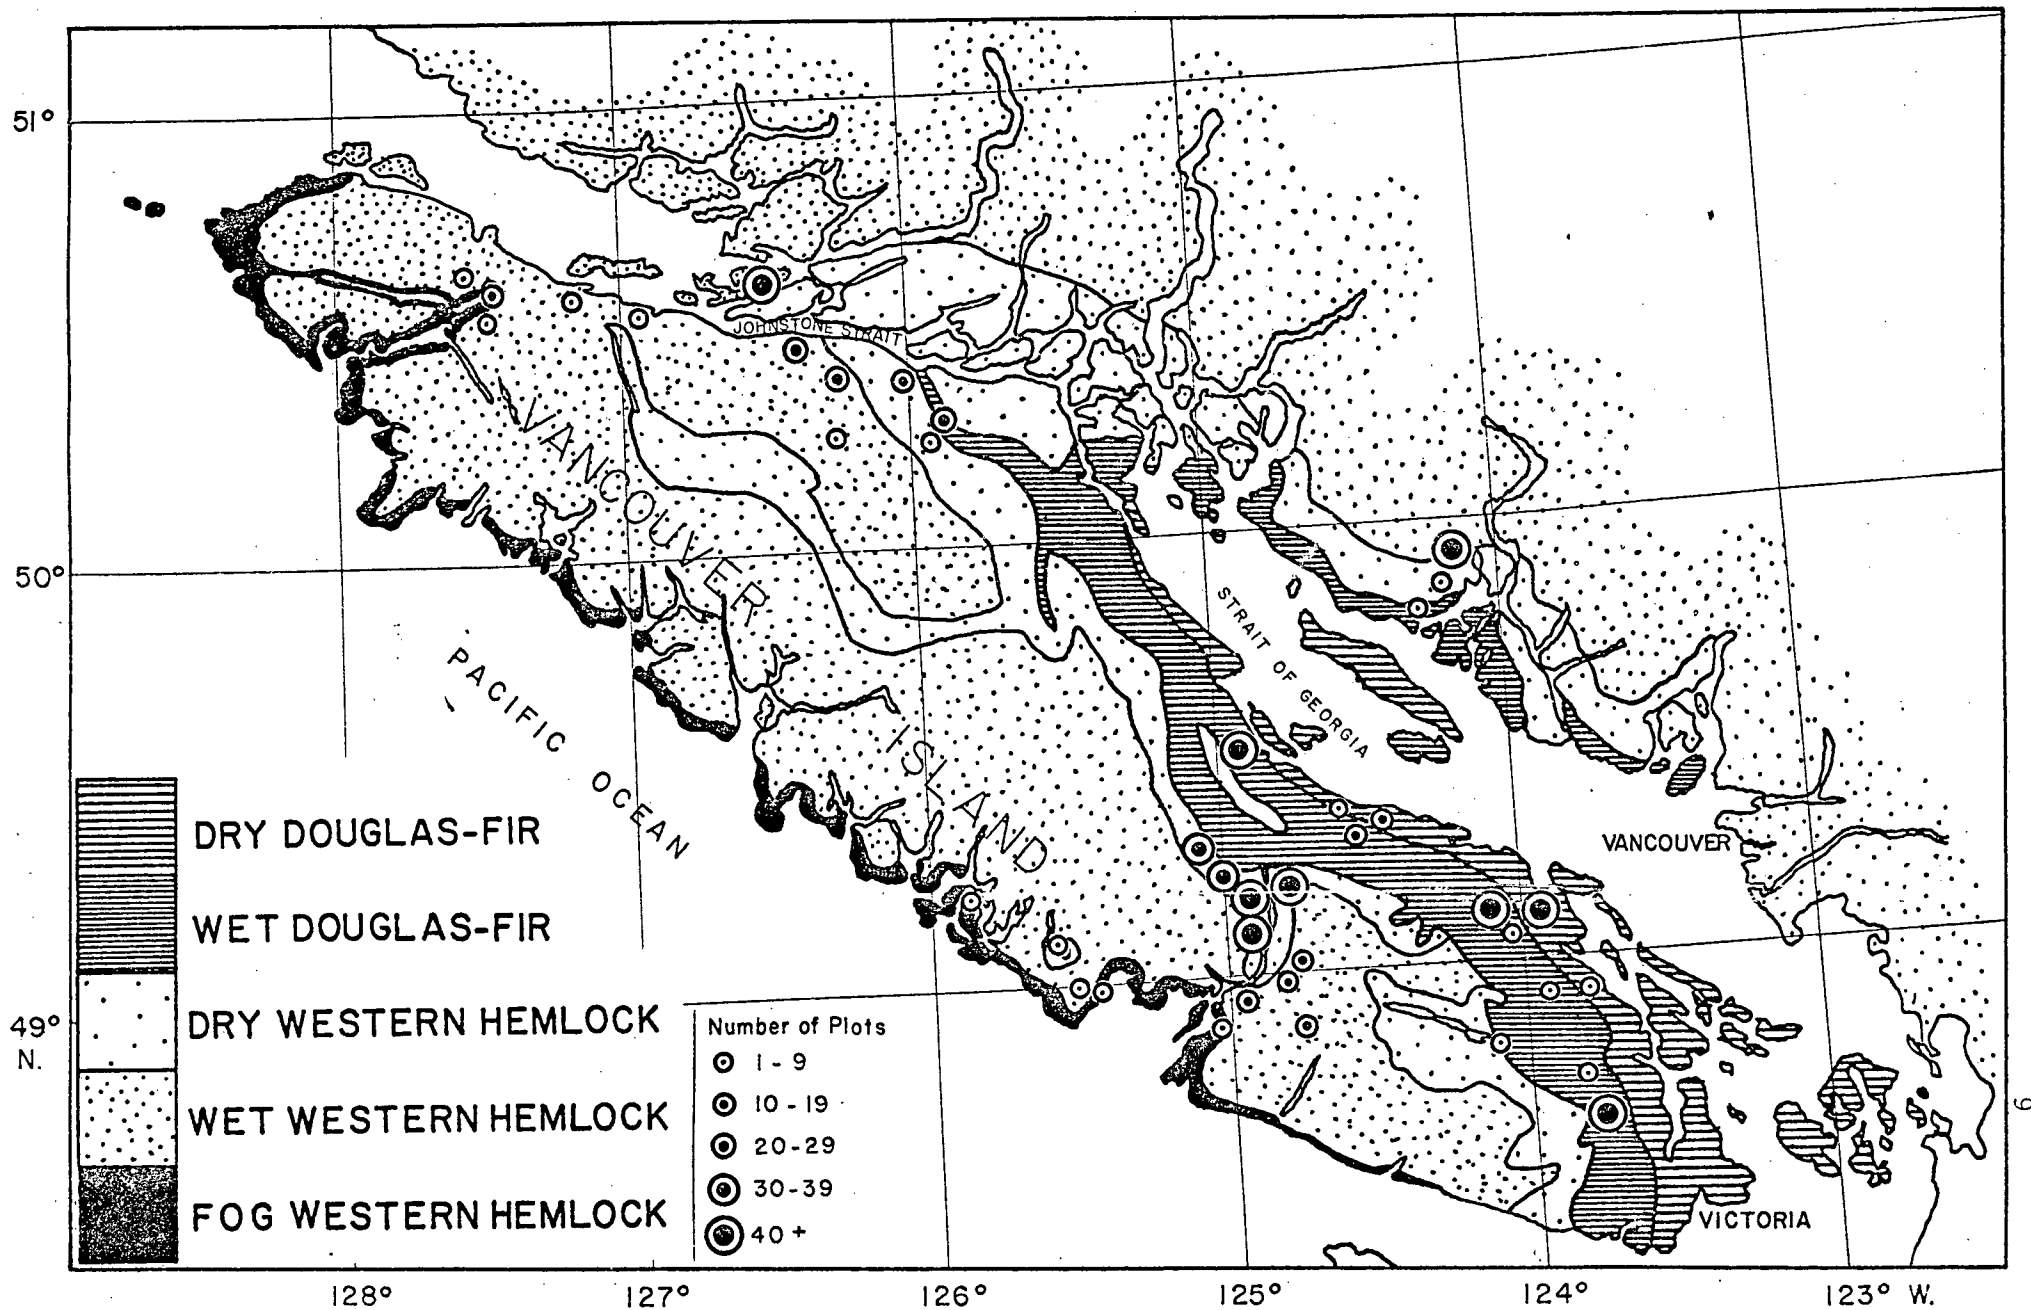 51°
JOHNSTONE STRAIT
VANCOUVER
50°
STRAIT OF GEORGIA
PACIFIC OCEAN
ISLAND
DRY DOUGLAS-FIR
VANCOUVER
WET DOUGLAS-FIR
DRY WESTERN HEMLOCK
49°
N.
Number of Plots
1-9
10-19
20-29
30-39
40+
WET WESTERN HEMLOCK
FOG WESTERN HEMLOCK
VICTORIA
9
128°
127°
126°
125°
124°
123° W.